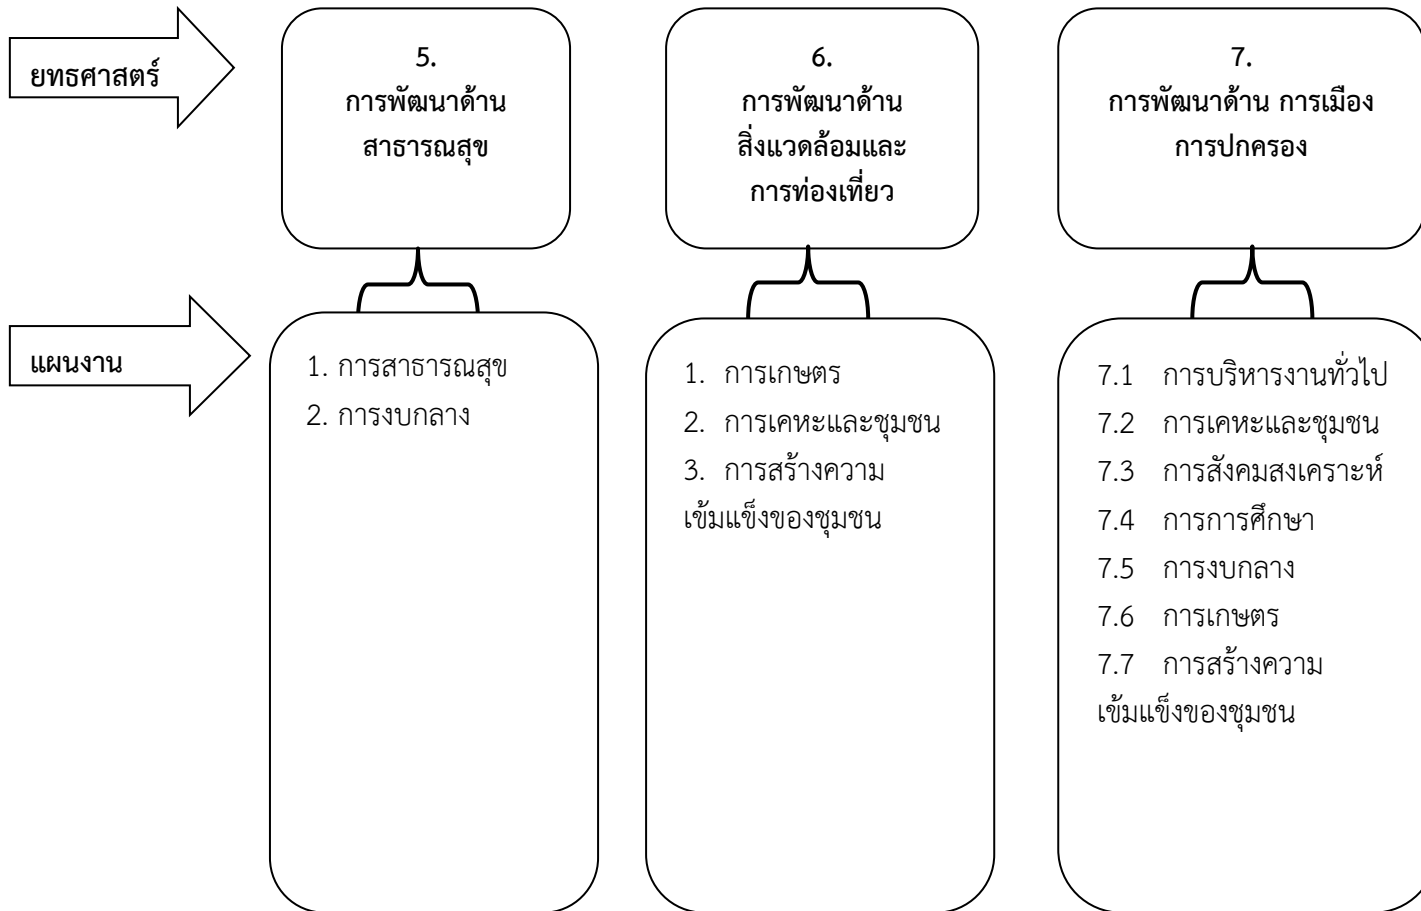 ยทธศาสตร์
5.
การพัฒนาด้าน
สาธารณสุข
6.
การพัฒนาด้าน
สิ่งแวดล้อมและ
การท่องเที่ยว
7.
การพัฒนาด้าน การเมือง
การปกครอง
แผนงาน
1. การสาธารณสุข
2. การงบกลาง
1. การเกษตร
2. การเคหะและชุมชน
3. การสร้างความ
เข้มแข็งของชุมชน
7.1 การบริหารงานทั่วไป
7.2 การเคหะและชุมชน
7.3 การสังคมสงเคราะห์
7.4 การการศึกษา
7.5 การงบกลาง
7.6 การเกษตร
7.7 การสร้างความ
เข้มแข็งของชุมชน